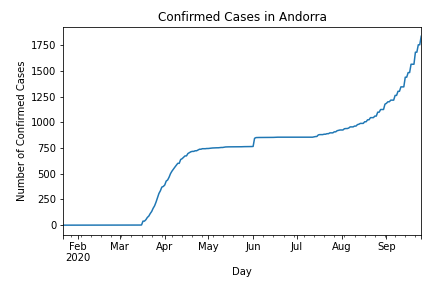 Confirmed Cases in Andorra
Number of Confirmed Cases
1750
1500
1250
1000
750
500
250
0
Feb Mar Apr May Jun Jul Aug Sep
2020
Day